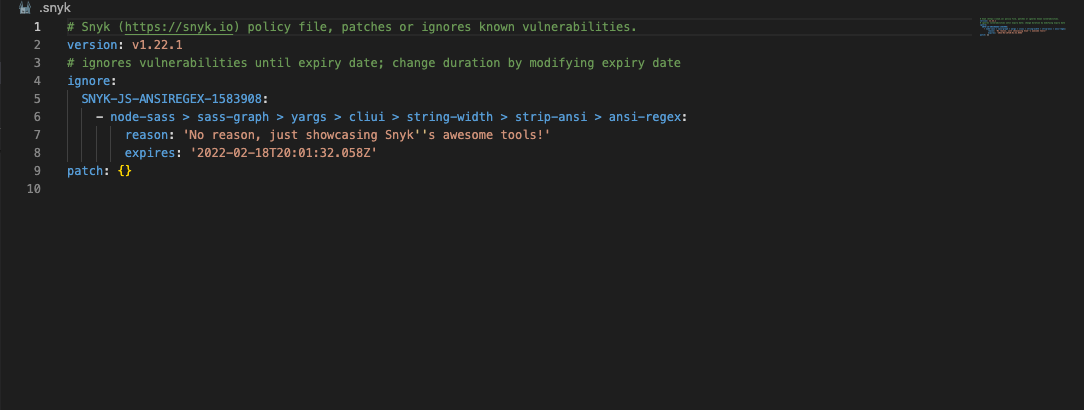 .snyk
1 # Snyk (https://snyk.io) policy file, patches or ignores known vulnerabilities.
2 version: v1.22.1
3 # ignores vulnerabilities until expiry date; change duration by modifying expiry date
4 ignore:
5   SNYK-JS-ANSIREGEX-1583908:
6     - node-sass > sass-graph > yargs > cliui > string-width > strip-ansi > ansi-regex:
7         reason: 'No reason, just showcasing Snyk''s awesome tools!'
8         expires: '2022-02-18T20:01:32.058Z'
9 patch: {}
10